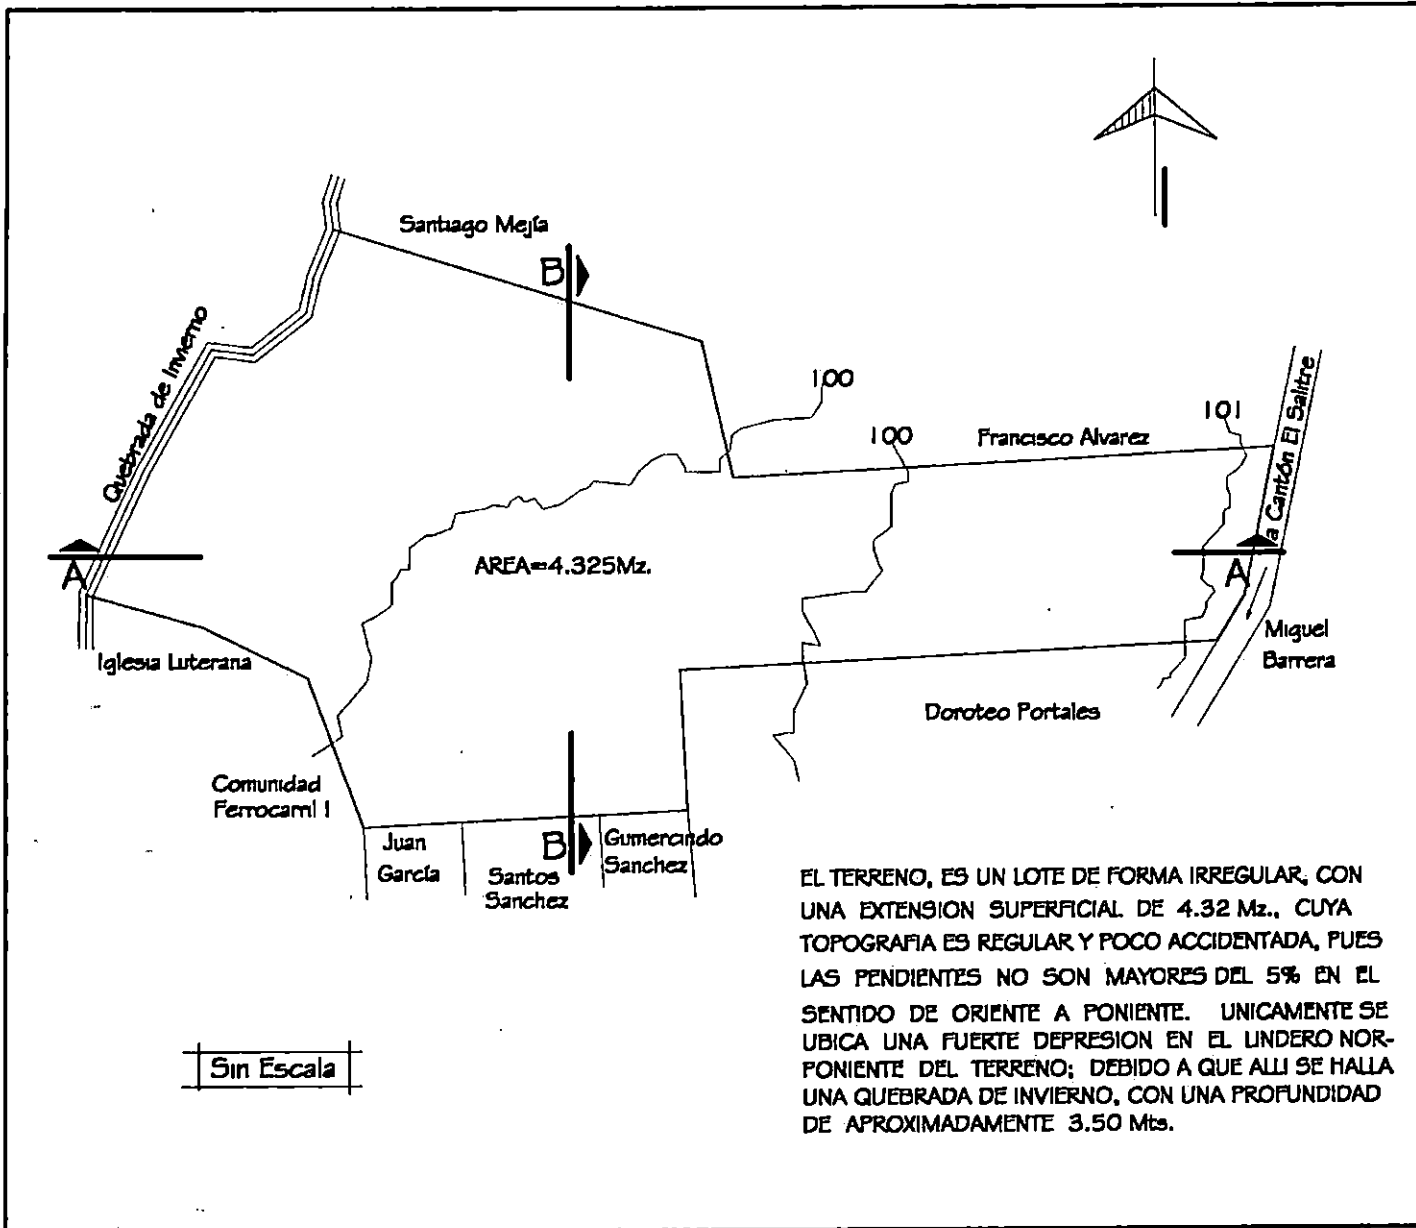 Santiago Mejía
B
Quebrada de Invierno
100
100
101
Francisco Alvarez
a Cantón El Salitre
A
AREA=4.325Mz.
A
Iglesia Luterana
Miguel
Barrera
Doroteo Portales
Comunidad
Ferrocarril I
Juan
García
Santos
Sanchez
B
Gumercindo
Sanchez
EL TERRENO, ES UN LOTE DE FORMA IRREGULAR, CON
UNA EXTENSION SUPERFICIAL DE 4.32 Mz., CUYA
TOPOGRAFIA ES REGULAR Y POCO ACCIDENTADA, PUES
LAS PENDIENTES NO SON MAYORES DEL 5% EN EL
SENTIDO DE ORIENTE A PONIENTE. UNICAMENTE SE
UBICA UNA FUERTE DEPRESION EN EL LINDERO NOR-
PONIENTE DEL TERRENO; DEBIDO A QUE ALLI SE HALLA
UNA QUEBRADA DE INVIERNO, CON UNA PROFUNDIDAD
DE APROXIMADAMENTE 3.50 Mts.
Sin Escala